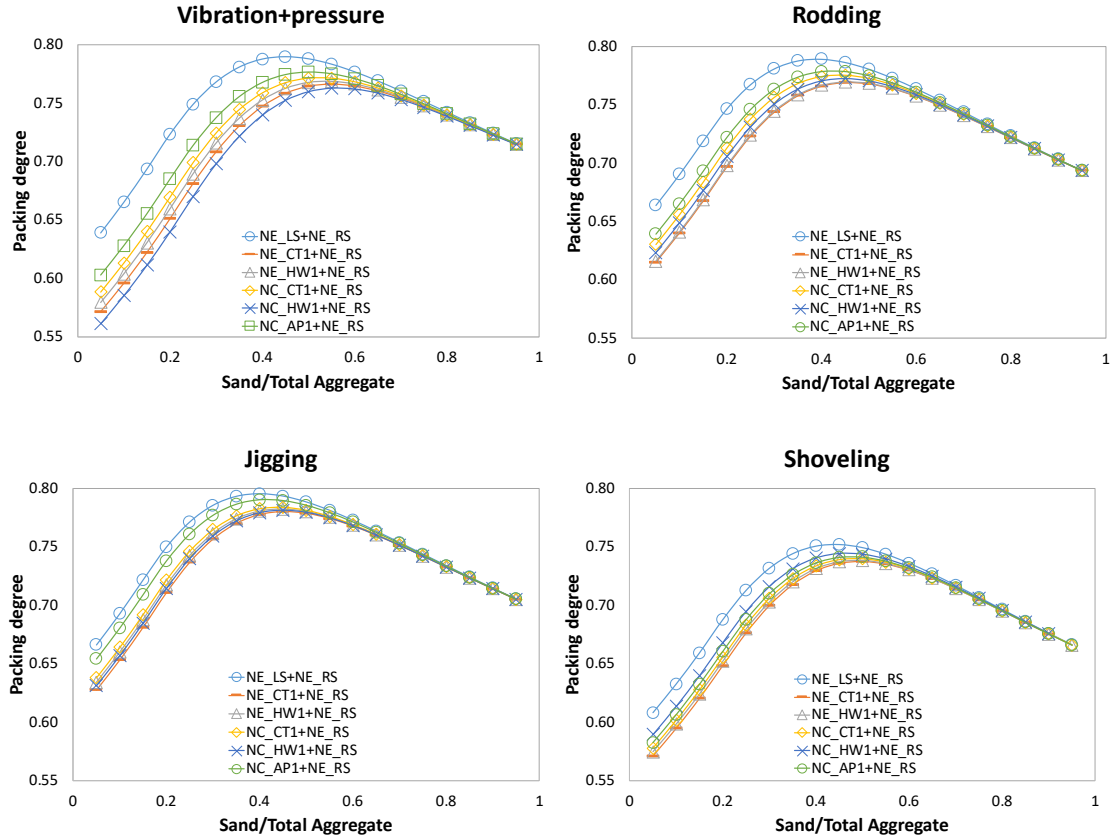 Vibration+pressure
Packing degree
0.80
0.75
0.70
0.65
0.60
0.55
NE_LS+NE_RS
NE_CT1+NE_RS
NE_HW1+NE_RS
NC_CT1+NE_RS
NC_HW1+NE_RS
NC_AP1+NE_RS
0 0.2 0.4 0.6 0.8 1
Sand/Total Aggregate
Rodding
Packing degree
0.80
0.75
0.70
0.65
0.60
0.55
NE_LS+NE_RS
NE_CT1+NE_RS
NE_HW1+NE_RS
NC_CT1+NE_RS
NC_HW1+NE_RS
NC_AP1+NE_RS
0 0.2 0.4 0.6 0.8 1
Sand/Total Aggregate
Jigging
Packing degree
0.80
0.75
0.70
0.65
0.60
0.55
NE_LS+NE_RS
NE_CT1+NE_RS
NE_HW1+NE_RS
NC_CT1+NE_RS
NC_HW1+NE_RS
NC_AP1+NE_RS
0 0.2 0.4 0.6 0.8 1
Sand/Total Aggregate
Shoveling
Packing degree
0.80
0.75
0.70
0.65
0.60
0.55
NE_LS+NE_RS
NE_CT1+NE_RS
NE_HW1+NE_RS
NC_CT1+NE_RS
NC_HW1+NE_RS
NC_AP1+NE_RS
0 0.2 0.4 0.6 0.8 1
Sand/Total Aggregate